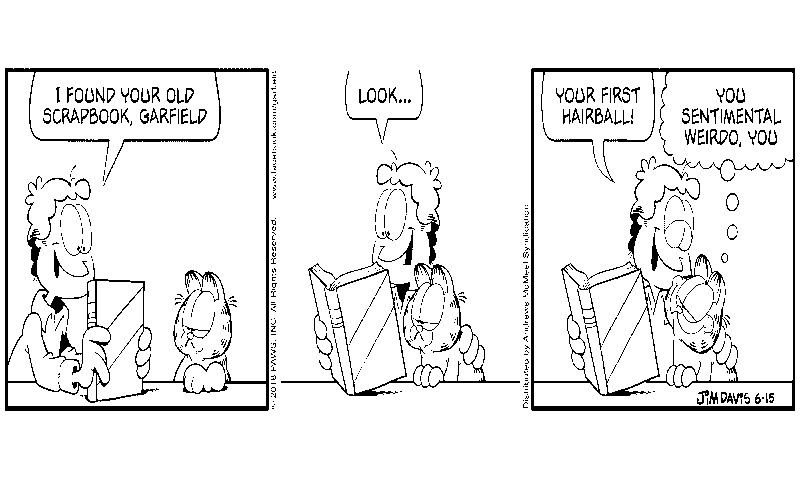 I FOUND YOUR OLD
SCRAPBOOK, GARFIELD
© 2018 PAWS, INC. All Rights Reserved.
LOOK...
Distributed by Andrews McMeel Syndication
YOUR FIRST
HAIRBALL!
YOU
SENTIMENTAL
WEIRDO, YOU
JIM DAVIS 6-15